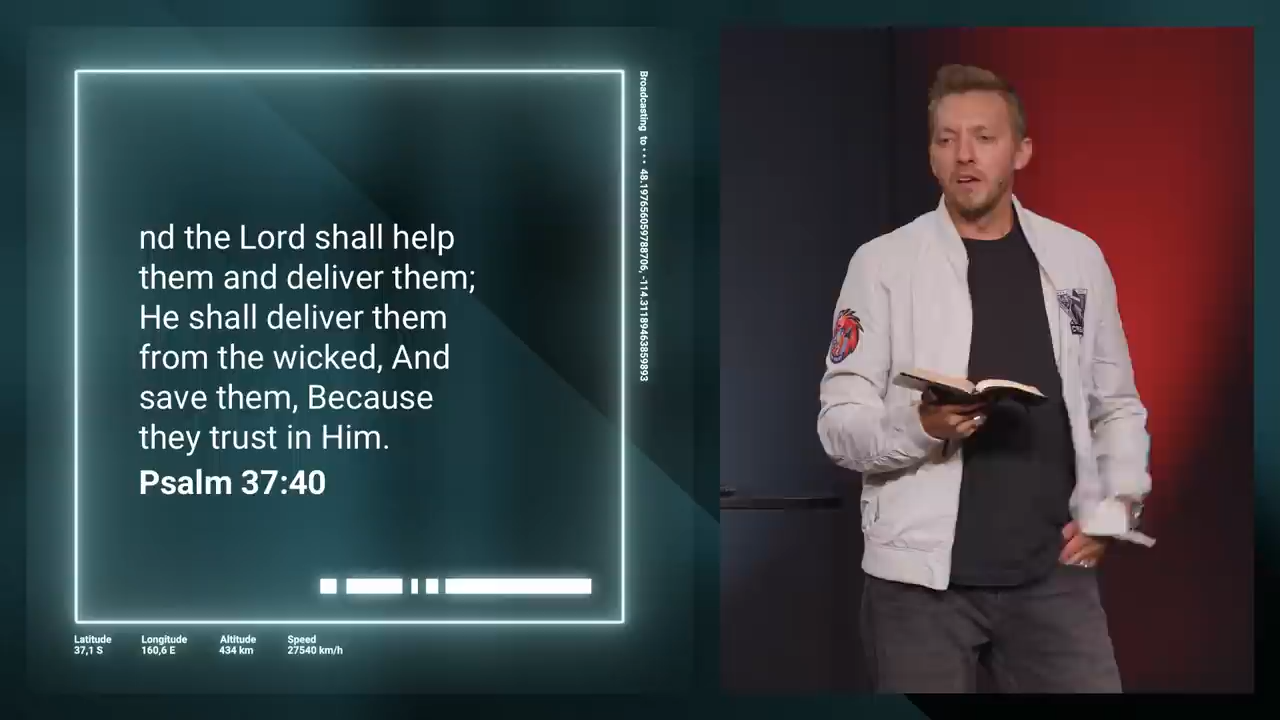 nd the Lord shall help
them and deliver them;
He shall deliver them
from the wicked, And
save them, Because
they trust in Him.
Psalm 37:40
Broadcasting to • • • 48.197656059788706, -114.31189463859893
Latitude
37,1 S
Longitude
160,6 E
Altitude
434 km
Speed
27540 km/h